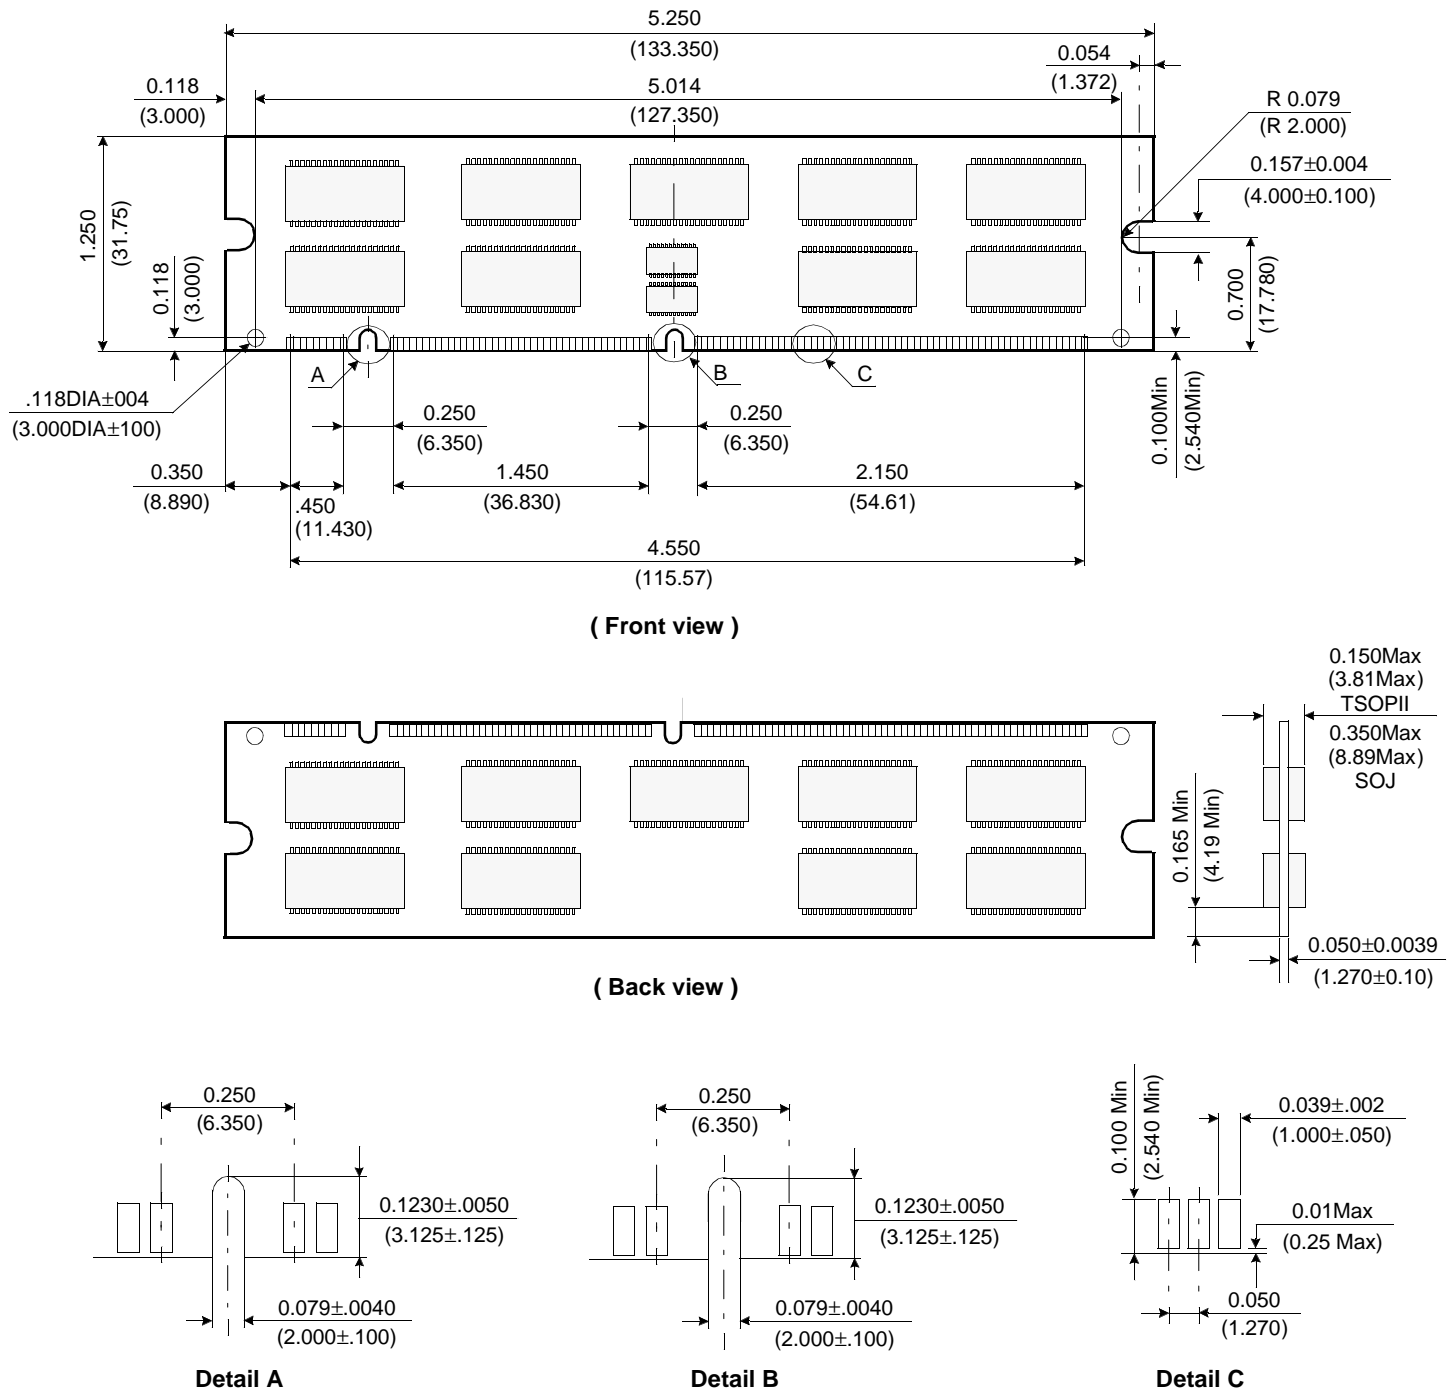 5.250
(133.350)
0.054
(1.372)
0.118
(3.000)
5.014
(127.350)
R 0.079
(R 2.000)
0.157±0.004
(4.000±0.100)
1.250
(31.75)
0.118
(3.000)
0.700
(17.780)
A
B
C
.118DIA±004
(3.000DIA±100)
0.250
(6.350)
0.250
(6.350)
0.100Min
(2.540Min)
0.350
(8.890)
.450
(11.430)
1.450
(36.830)
2.150
(54.61)
4.550
(115.57)
( Front view )
0.150Max
(3.81Max)
TSOPII
0.350Max
(8.89Max)
SOJ
0.165 Min
(4.19 Min)
0.050±0.0039
(1.270±0.10)
( Back view )
0.250
(6.350)
0.1230±.0050
(3.125±.125)
0.079±.0040
(2.000±.100)
Detail A
0.250
(6.350)
0.1230±.0050
(3.125±.125)
0.079±.0040
(2.000±.100)
Detail B
0.100 Min
(2.540 Min)
0.039±.002
(1.000±.050)
0.01Max
(0.25 Max)
0.050
(1.270)
Detail C